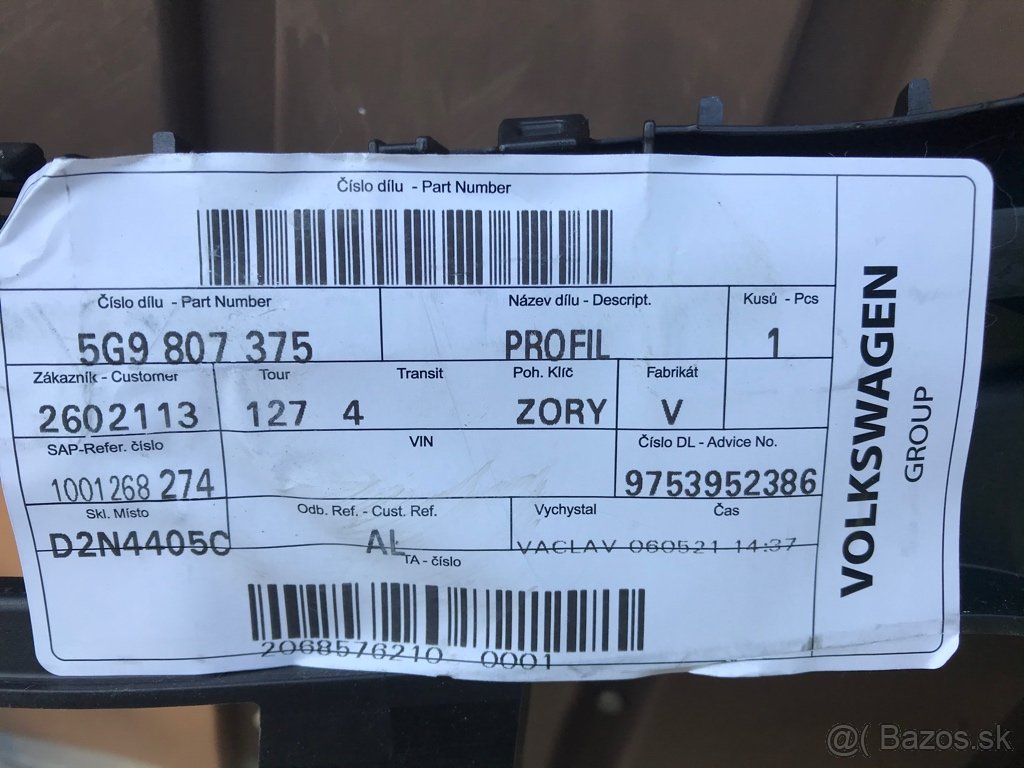 Číslo dílu - Part Number
Číslo dílu - Part Number Název dílu - Descript. Kusů - Pcs
5G9 807 375 PROFIL 1
Zákazník - Customer Tour Transit Poh. Klíč Fabrikát
2602113 127 4 ZORY V
SAP-Refer. číslo VIN Číslo DL - Advice No.
1001268 274 9753952386
Skl. Místo Odb. Ref. - Cust. Ref. Vychystal Čas
D2N4405C AL VACLAV 060521 14:37
TA - číslo
2068576210 0001
VOLKSWAGEN
GROUP
Bazos.sk